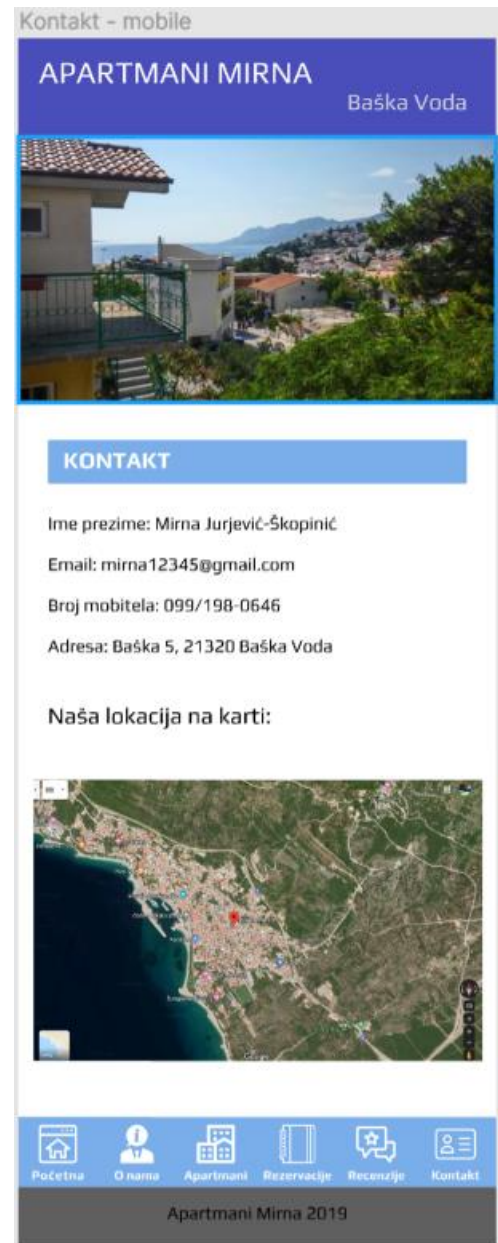 Kontakt - mobile
APARTMANI MIRNA
Baška Voda
KONTAKT
Ime prezime: Mirna Jurjević-Škopinić
Email: mirna12345@gmail.com
Broj mobitela: 099/198-0646
Adresa: Baška 5, 21320 Baška Voda
Naša lokacija na karti:
Google
Početna O nama Apartmani Rezervacije Recenzije Kontakt
Apartmani Mirna 2019